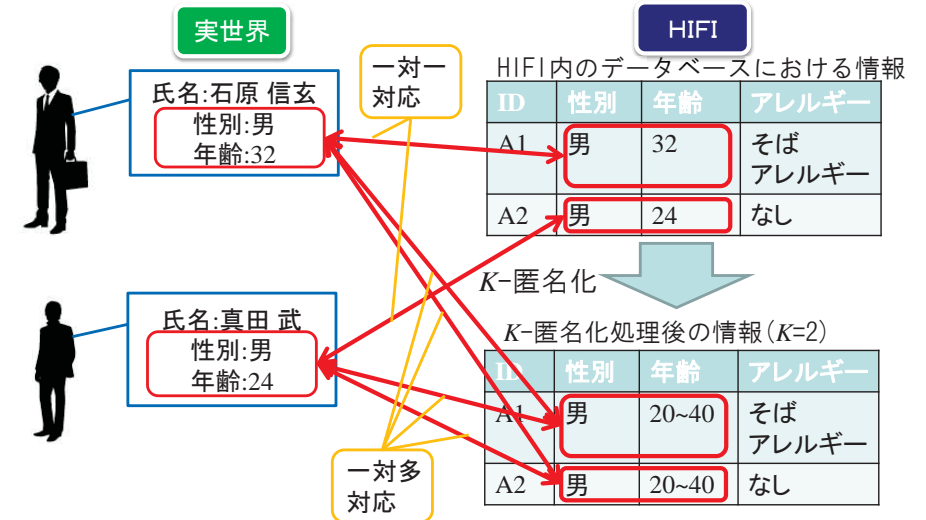 実世界
HIFI
一対一
対応
氏名:石原 信玄
性別:男
年齢:32
HIFI内のデータベースにおける情報
ID 性別 年齢 アレルギー
A1 男 32 そば
アレルギー
A2 男 24 なし
K-匿名化
氏名:真田 武
性別:男
年齢:24
K-匿名化処理後の情報(K=2)
ID 性別 年齢 アレルギー
A1 男 20~40 そば
アレルギー
A2 男 20~40 なし
一対多
対応